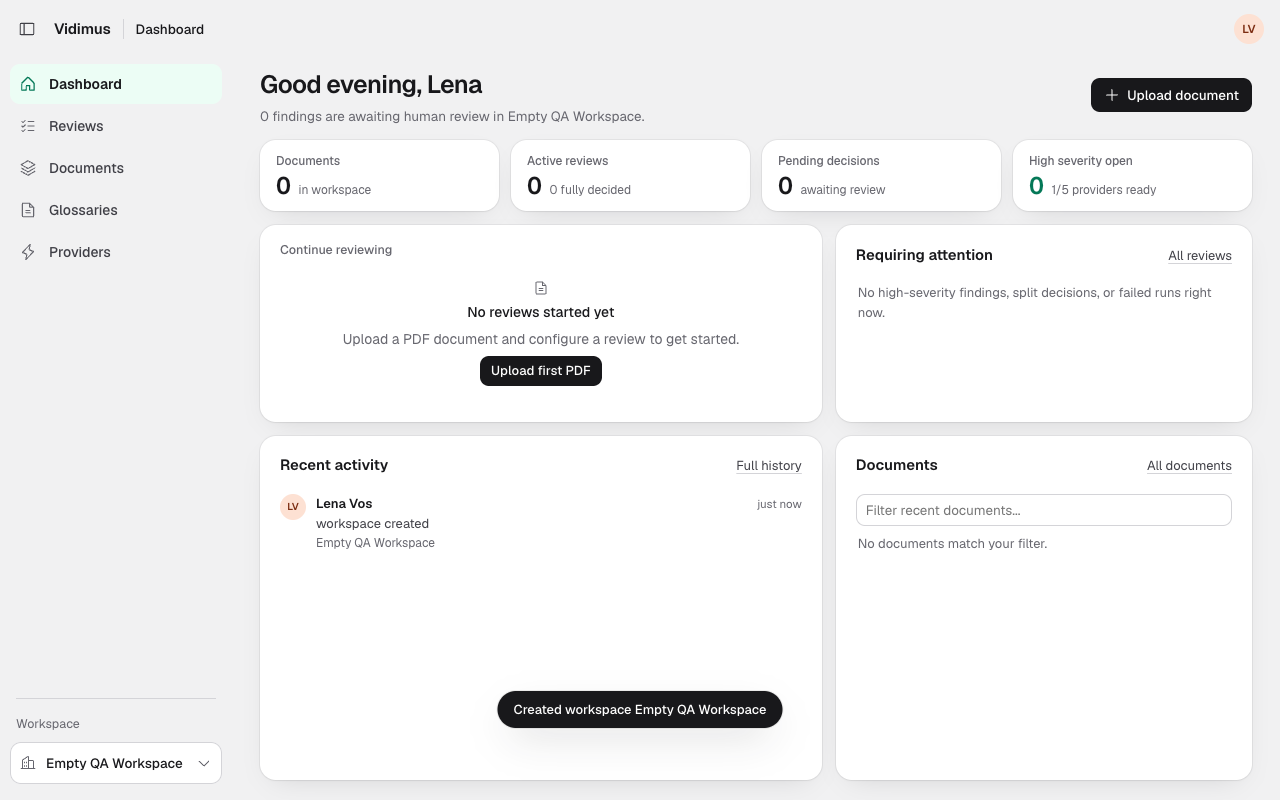 Vidimus
Dashboard
LV
Dashboard
Reviews
Documents
Glossaries
Providers
Workspace
Empty QA Workspace
Good evening, Lena
0 findings are awaiting human review in Empty QA Workspace.
Upload document
Documents
0 in workspace
Active reviews
0 0 fully decided
Pending decisions
0 awaiting review
High severity open
0 1/5 providers ready
Continue reviewing
No reviews started yet
Upload a PDF document and configure a review to get started.
Upload first PDF
Requiring attention
All reviews
No high-severity findings, split decisions, or failed runs right
now.
Recent activity
Full history
LV
Lena Vos
just now
workspace created
Empty QA Workspace
Documents
All documents
Filter recent documents…
No documents match your filter.
Created workspace Empty QA Workspace